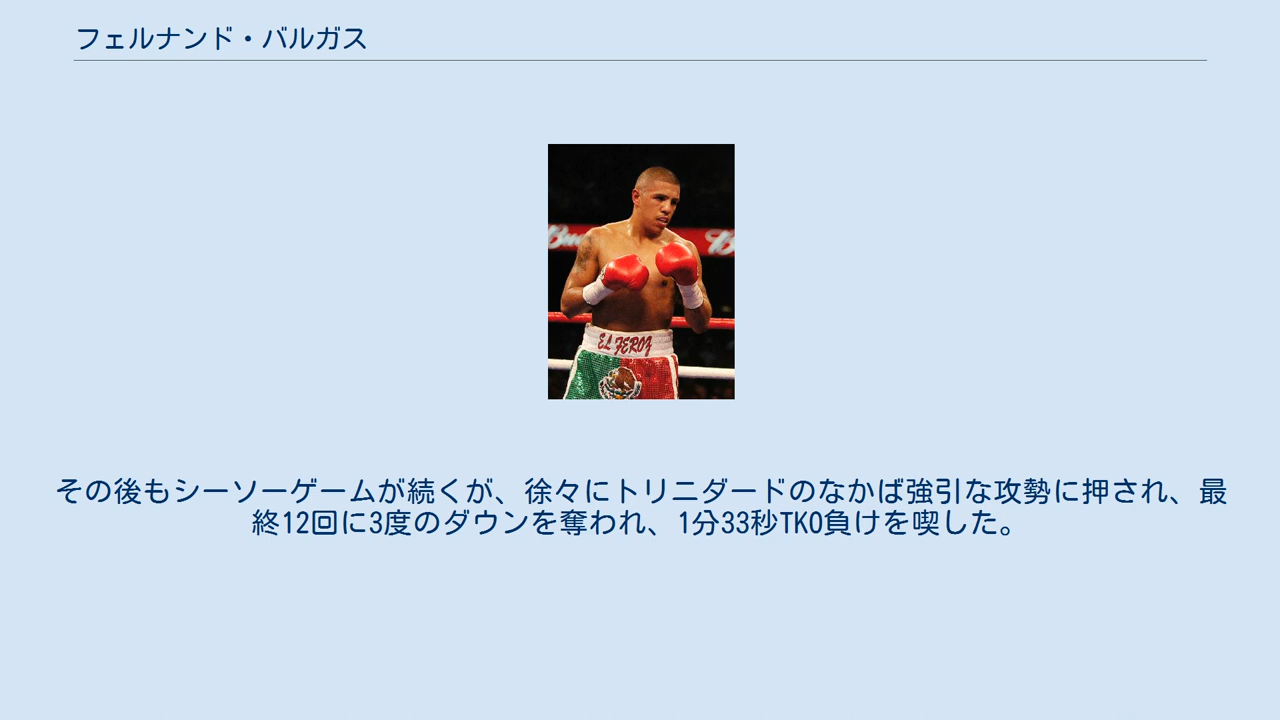 フェルナンド・バルガス
EL FEROZ
その後もシーソーゲームが続くが、徐々にトリニダードのなかば強引な攻勢に押され、最
終12回に3度のダウンを奪われ、1分33秒TKO負けを喫した。